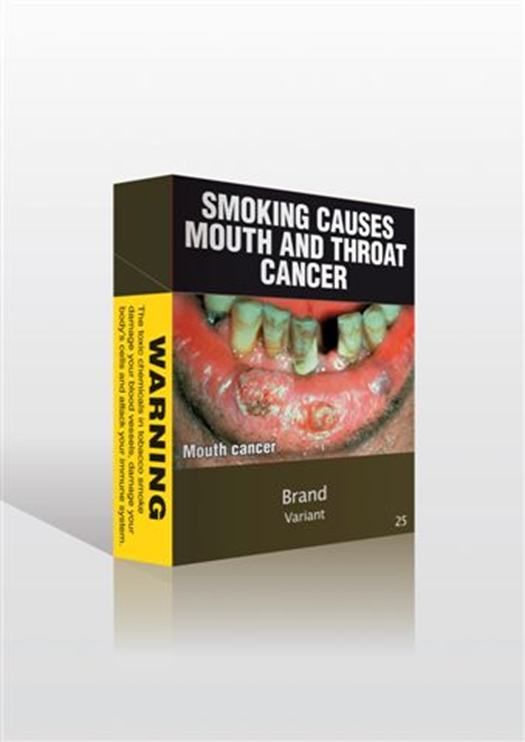 SMOKING CAUSES
MOUTH AND THROAT
CANCER
Mouth cancer
Brand
Variant
25
WARNING
The toxic chemicals in tobacco smoke
damage your blood vessels, damage your
body's cells and attack your immune system.